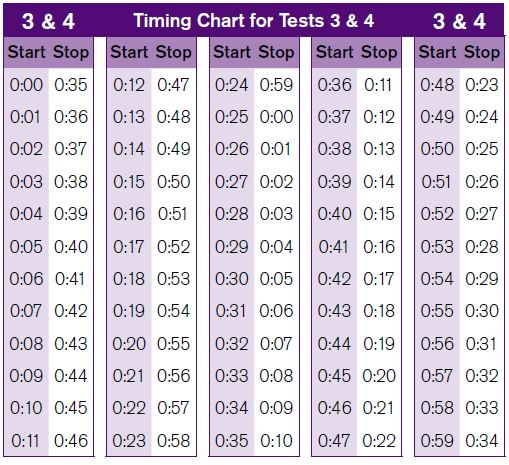 3 & 4 Timing Chart for Tests 3 & 4 3 & 4
Start Stop Start Stop Start Stop Start Stop Start Stop
0:00 0:35 0:12 0:47 0:24 0:59 0:36 0:11 0:48 0:23
0:01 0:36 0:13 0:48 0:25 0:00 0:37 0:12 0:49 0:24
0:02 0:37 0:14 0:49 0:26 0:01 0:38 0:13 0:50 0:25
0:03 0:38 0:15 0:50 0:27 0:02 0:39 0:14 0:51 0:26
0:04 0:39 0:16 0:51 0:28 0:03 0:40 0:15 0:52 0:27
0:05 0:40 0:17 0:52 0:29 0:04 0:41 0:16 0:53 0:28
0:06 0:41 0:18 0:53 0:30 0:05 0:42 0:17 0:54 0:29
0:07 0:42 0:19 0:54 0:31 0:06 0:43 0:18 0:55 0:30
0:08 0:43 0:20 0:55 0:32 0:07 0:44 0:19 0:56 0:31
0:09 0:44 0:21 0:56 0:33 0:08 0:45 0:20 0:57 0:32
0:10 0:45 0:22 0:57 0:34 0:09 0:46 0:21 0:58 0:33
0:11 0:46 0:23 0:58 0:35 0:10 0:47 0:22 0:59 0:34